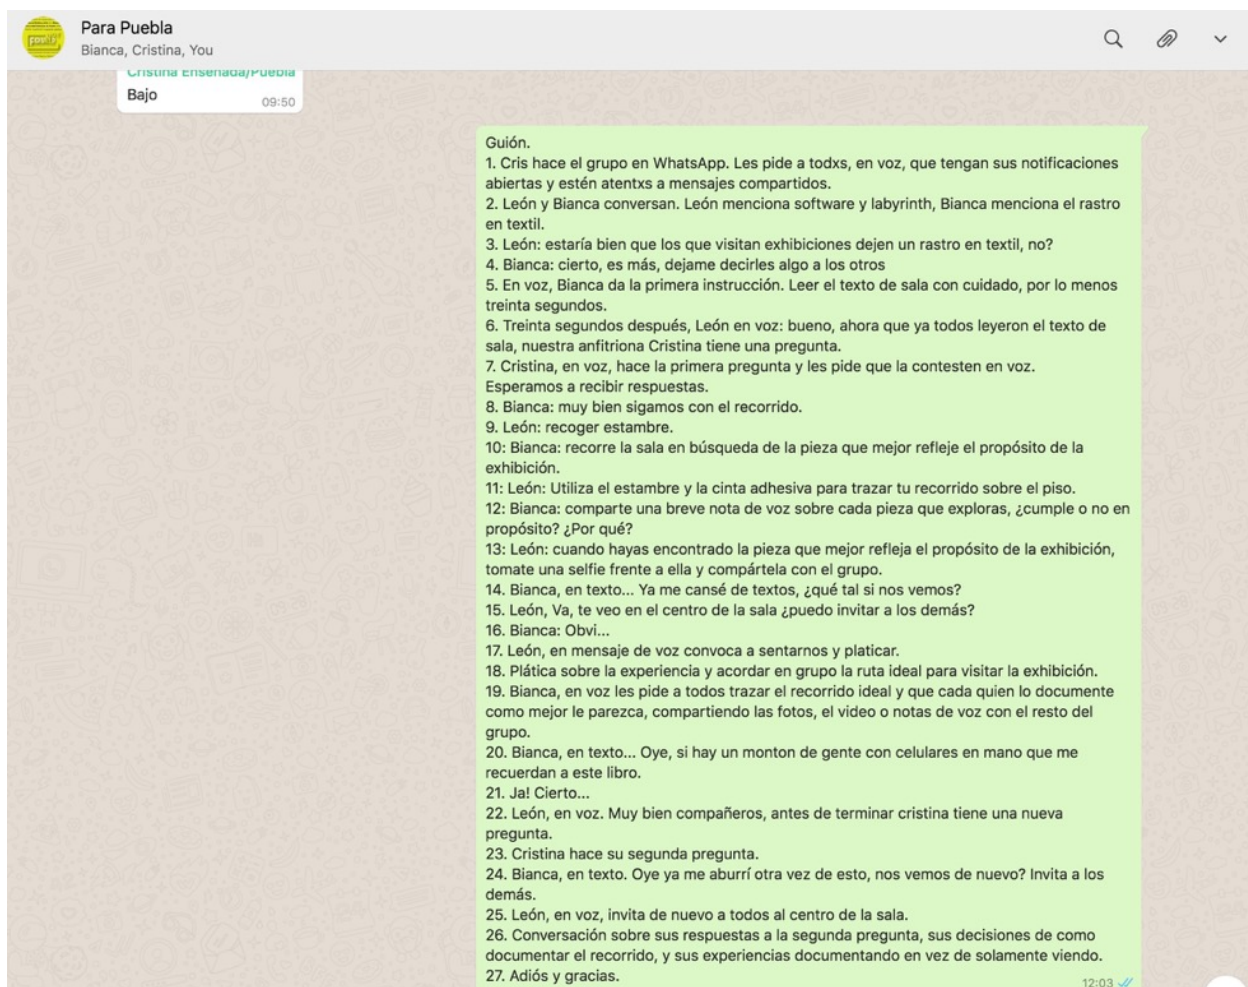 Para Puebla
Bianca, Cristina, You
Cristina Ensenada/Puebla
Bajo
09:50
Guión.
1. Cris hace el grupo en WhatsApp. Les pide a todxs, en voz, que tengan sus notificaciones
abiertas y estén atentxs a mensajes compartidos.
2. León y Bianca conversan. León menciona software y labyrinth, Bianca menciona el rastro
en textil.
3. León: estaría bien que los que visitan exhibiciones dejen un rastro en textil, no?
4. Bianca: cierto, es más, dejame decirles algo a los otros
5. En voz, Bianca da la primera instrucción. Leer el texto de sala con cuidado, por lo menos
treinta segundos.
6. Treinta segundos después, León en voz: bueno, ahora que ya todos leyeron el texto de
sala, nuestra anfitriona Cristina tiene una pregunta.
7. Cristina, en voz, hace la primera pregunta y les pide que la contesten en voz.
Esperamos a recibir respuestas.
8. Bianca: muy bien sigamos con el recorrido.
9. León: recoger estambre.
10: Bianca: recorre la sala en búsqueda de la pieza que mejor refleje el propósito de la
exhibición.
11: León: Utiliza el estambre y la cinta adhesiva para trazar tu recorrido sobre el piso.
12: Bianca: comparte una breve nota de voz sobre cada pieza que exploras, ¿cumple o no en
propósito? ¿Por qué?
13: León: cuando hayas encontrado la pieza que mejor refleja el propósito de la exhibición,
tomate una selfie frente a ella y compártela con el grupo.
14. Bianca, en texto... Ya me cansé de textos, ¿qué tal si nos vemos?
15. León, Va, te veo en el centro de la sala ¿puedo invitar a los demás?
16. Bianca: Obvi...
17. León, en mensaje de voz convoca a sentarnos y platicar.
18. Plática sobre la experiencia y acordar en grupo la ruta ideal para visitar la exhibición.
19. Bianca, en voz les pide a todos trazar el recorrido ideal y que cada quien lo documente
como mejor le parezca, compartiendo las fotos, el video o notas de voz con el resto del
grupo.
20. Bianca, en texto... Oye, si hay un monton de gente con celulares en mano que me
recuerdan a este libro.
21. Ja! Cierto...
22. León, en voz. Muy bien compañeros, antes de terminar cristina tiene una nueva
pregunta.
23. Cristina hace su segunda pregunta.
24. Bianca, en texto. Oye ya me aburrí otra vez de esto, nos vemos de nuevo? Invita a los
demás.
25. León, en voz, invita de nuevo a todos al centro de la sala.
26. Conversación sobre sus respuestas a la segunda pregunta, sus decisiones de como
documentar el recorrido, y sus experiencias documentando en vez de solamente viendo.
27. Adiós y gracias.
12:03